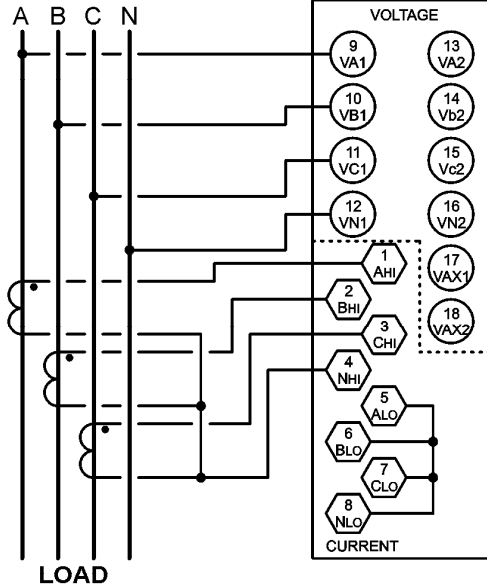 A B C N
VOLTAGE
9
VA1
13
VA2
10
VB1
14
Vb2
11
VC1
15
Vc2
12
VN1
16
VN2
1
AHI
17
VAX1
2
BHI
18
VAX2
3
CHI
4
NHI
5
ALO
6
BLO
7
CLO
8
NLO
CURRENT
LOAD